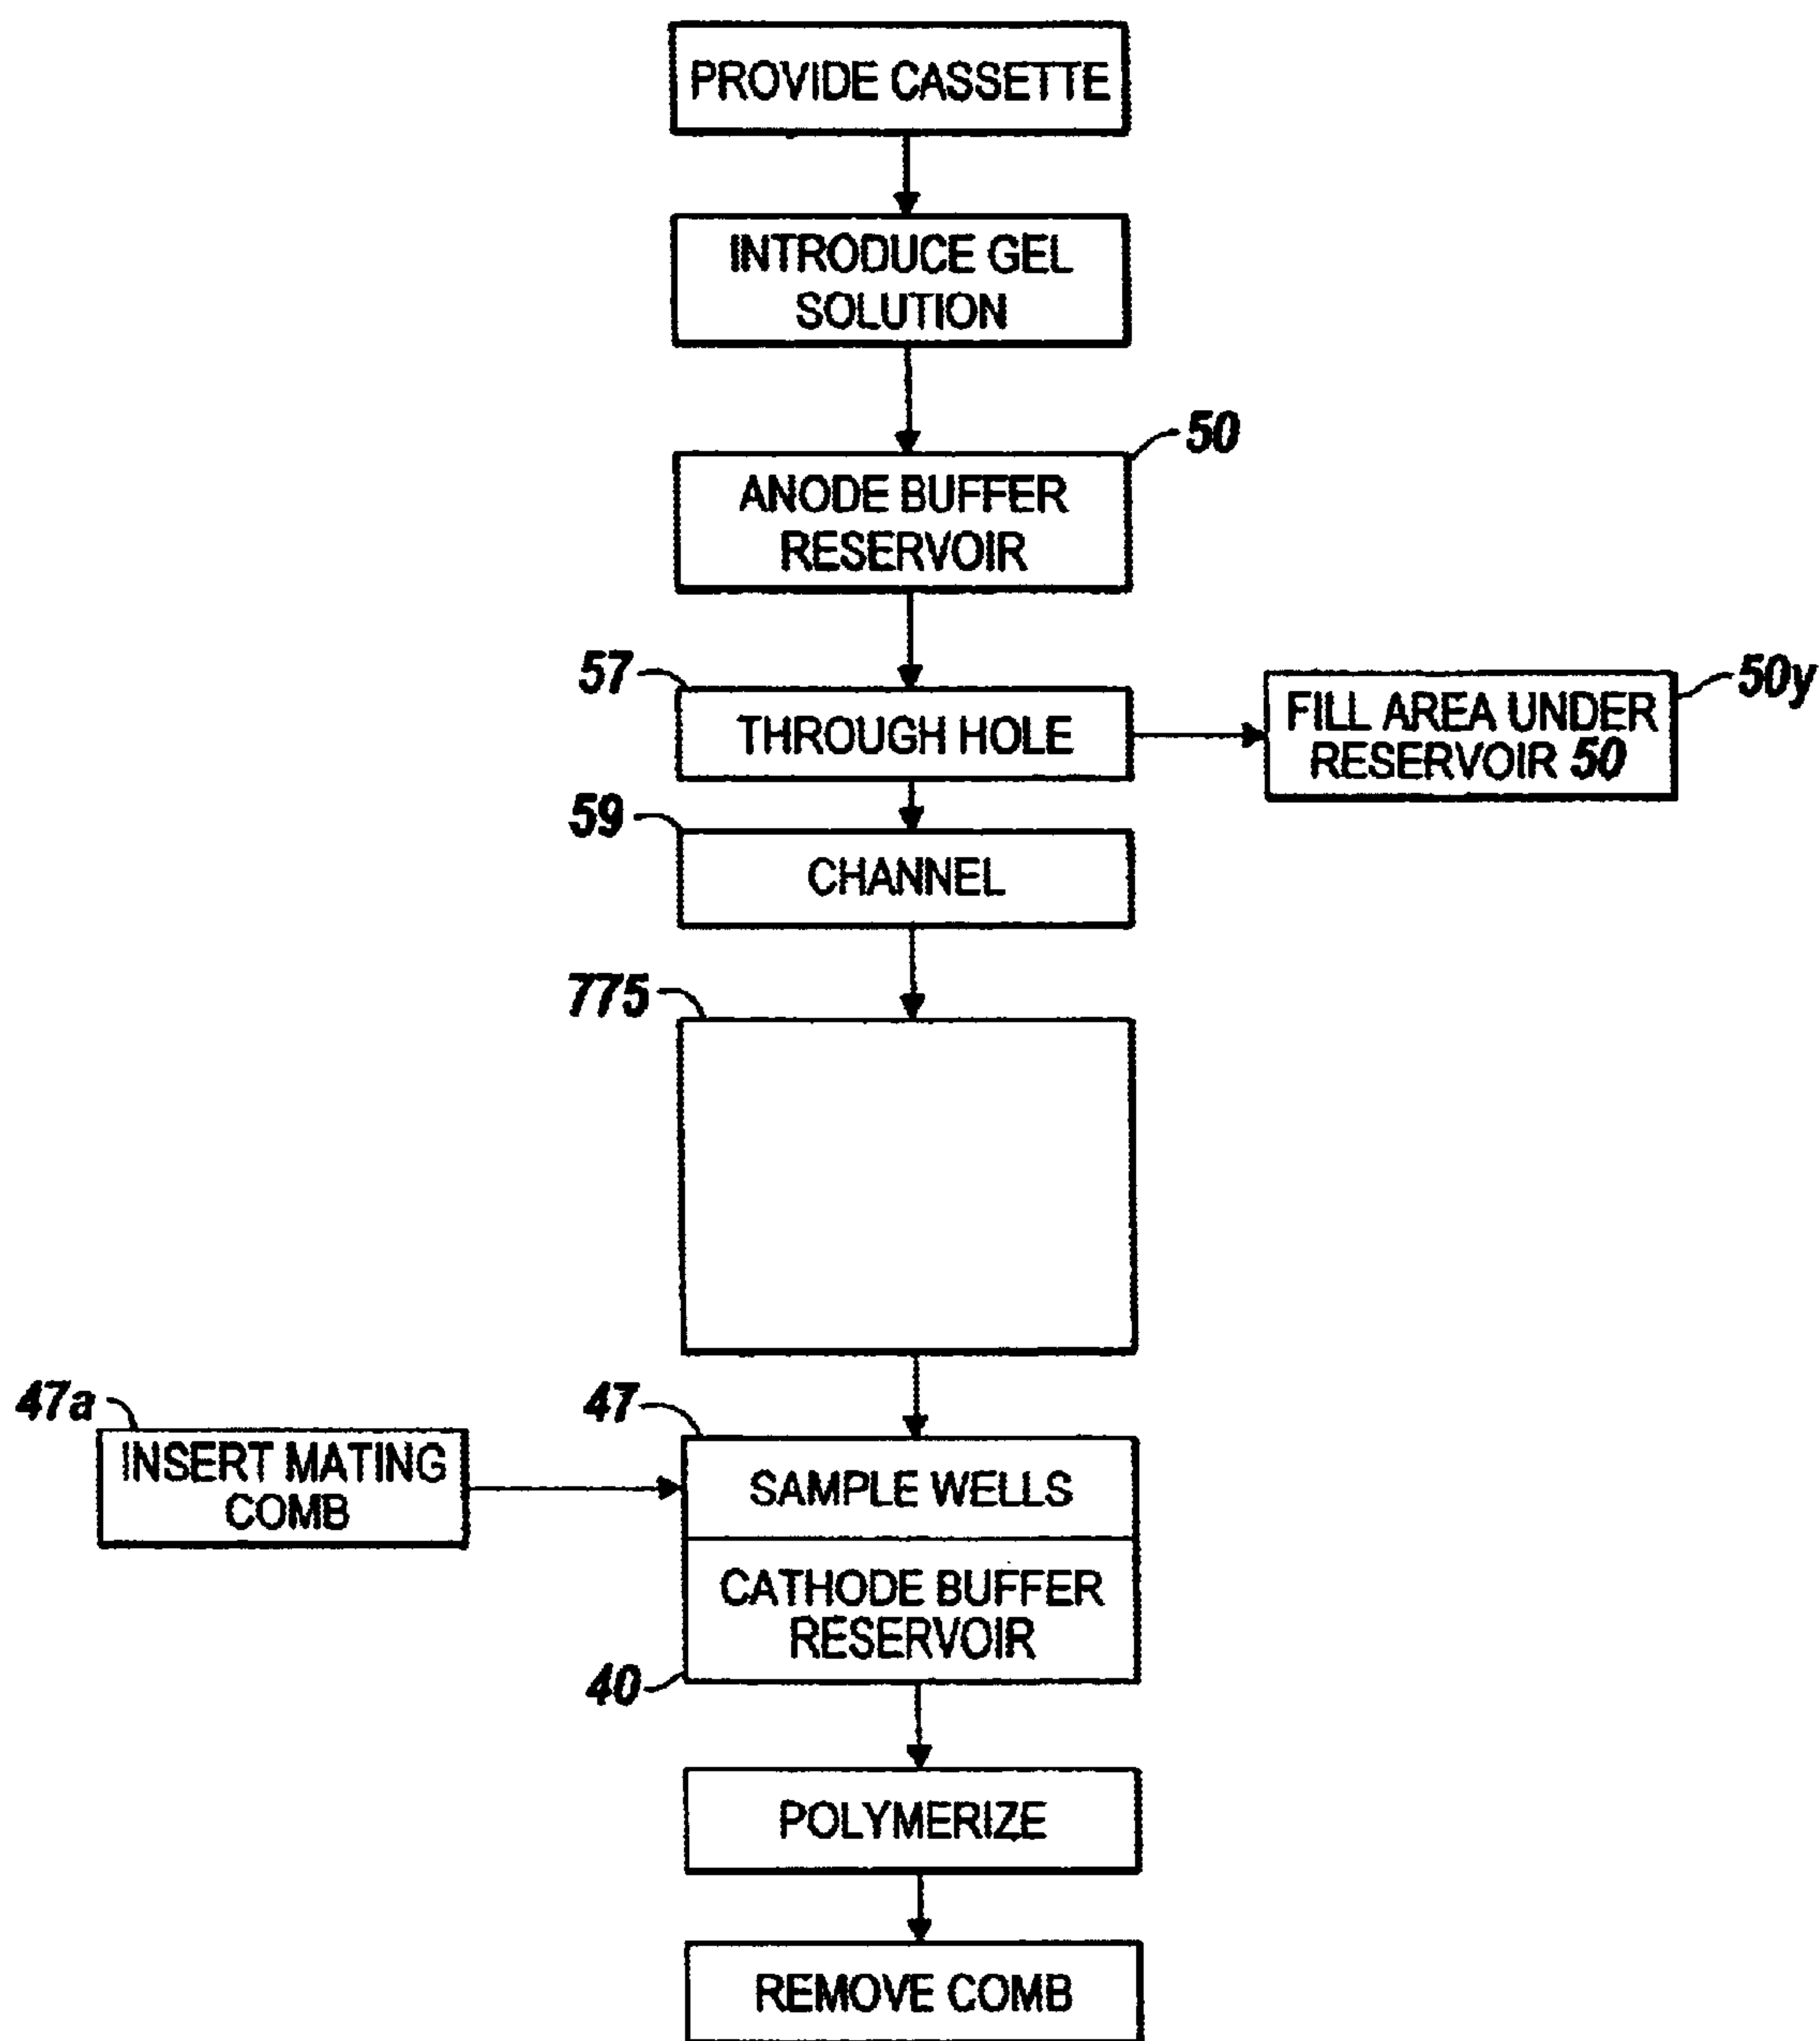 PROVIDE CASSETTE
INTRODUCE GEL
SOLUTION
50
ANODE BUFFER
RESERVOIR
57
THROUGH HOLE
50y
FILL AREA UNDER
RESERVOIR 50
59
CHANNEL
775
47a
INSERT MATING
COMB
47
SAMPLE WELLS
CATHODE BUFFER
RESERVOIR
40
POLYMERIZE
REMOVE COMB